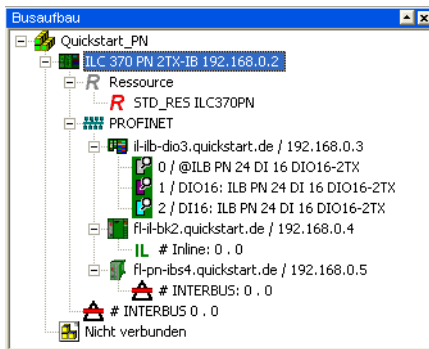 Busaufbau
Quickstart_PN
ILC 370 PN 2TX-IB 192.168.0.2
R Ressource
R STD_RES ILC370PN
PROFINET
il-ilb-dio3.quickstart.de / 192.168.0.3
0 / @ILB PN 24 DI 16 DIO16-2TX
1 / DIO16: ILB PN 24 DI 16 DIO16-2TX
2 / DI16: ILB PN 24 DI 16 DIO16-2TX
fl-il-bk2.quickstart.de / 192.168.0.4
IL # Inline: 0 . 0
fl-pn-ibs4.quickstart.de / 192.168.0.5
# INTERBUS: 0 . 0
# INTERBUS 0 . 0
Nicht verbunden